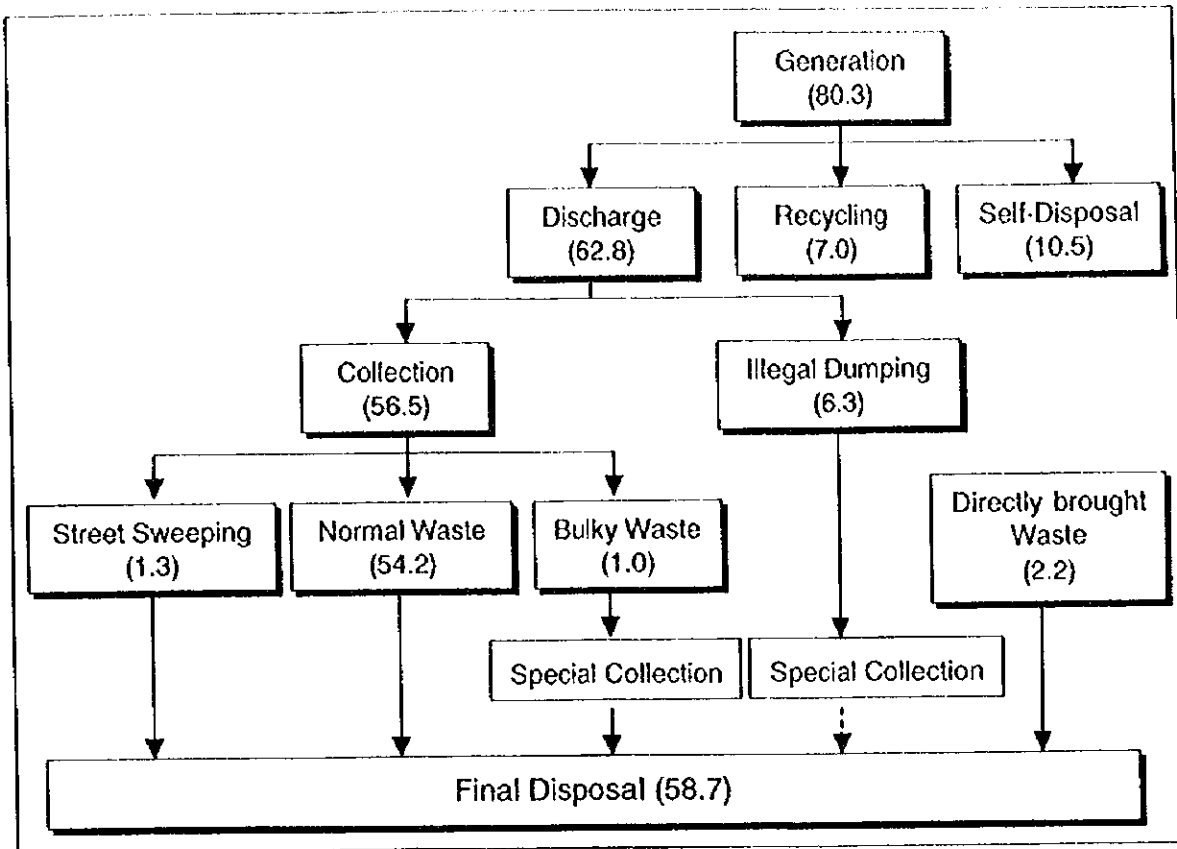 Generation
(80.3)
Discharge
(62.8)
Recycling
(7.0)
Self-Disposal
(10.5)
Collection
(56.5)
Illegal Dumping
(6.3)
Street Sweeping
(1.3)
Normal Waste
(54.2)
Bulky Waste
(1.0)
Directly brought
Waste
(2.2)
Special Collection
Special Collection
Final Disposal (58.7)